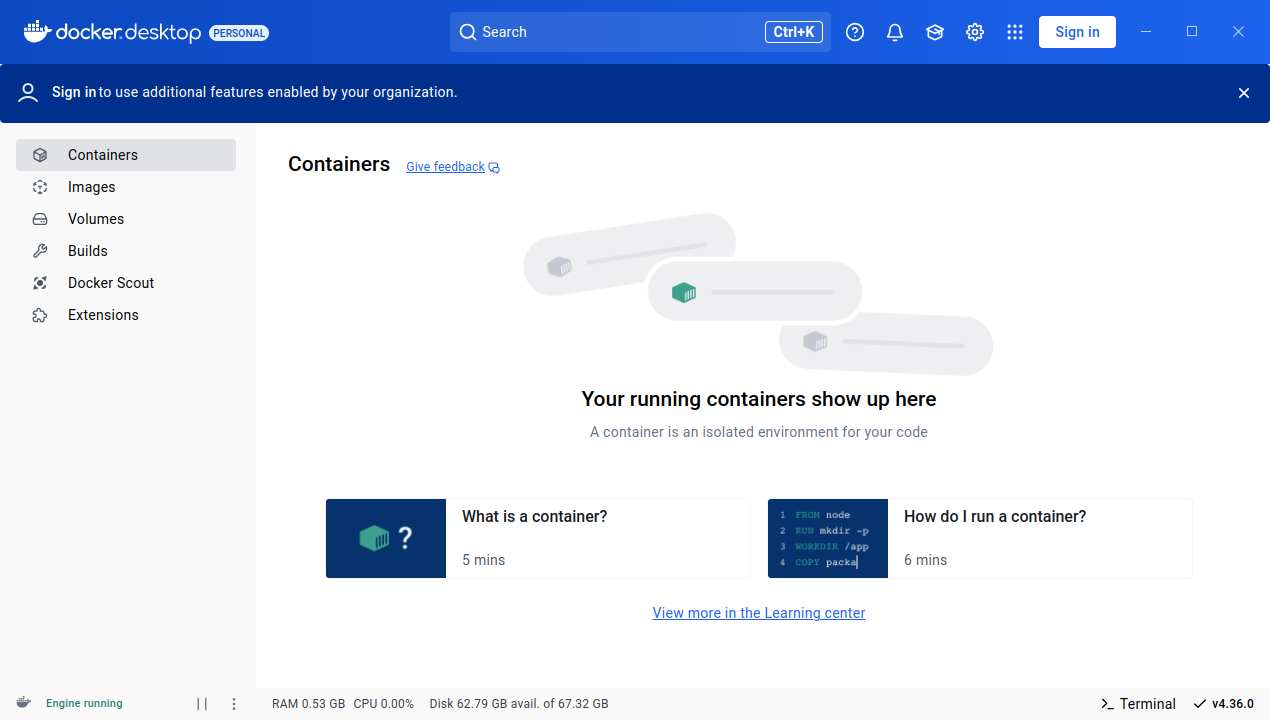 docker.desktop PERSONAL
Search
Ctrl+K
Sign in
Sign in to use additional features enabled by your organization.
Containers
Images
Volumes
Builds
Docker Scout
Extensions
Containers
Give feedback
Your running containers show up here
A container is an isolated environment for your code
?
What is a container?
5 mins
1 FROM node
2 RUN mkdir -p
3 WORKDIR /app
4 COPY packa
How do I run a container?
6 mins
View more in the Learning center
Engine running
RAM 0.53 GB CPU 0.00% Disk 62.79 GB avail. of 67.32 GB
Terminal
v4.36.0